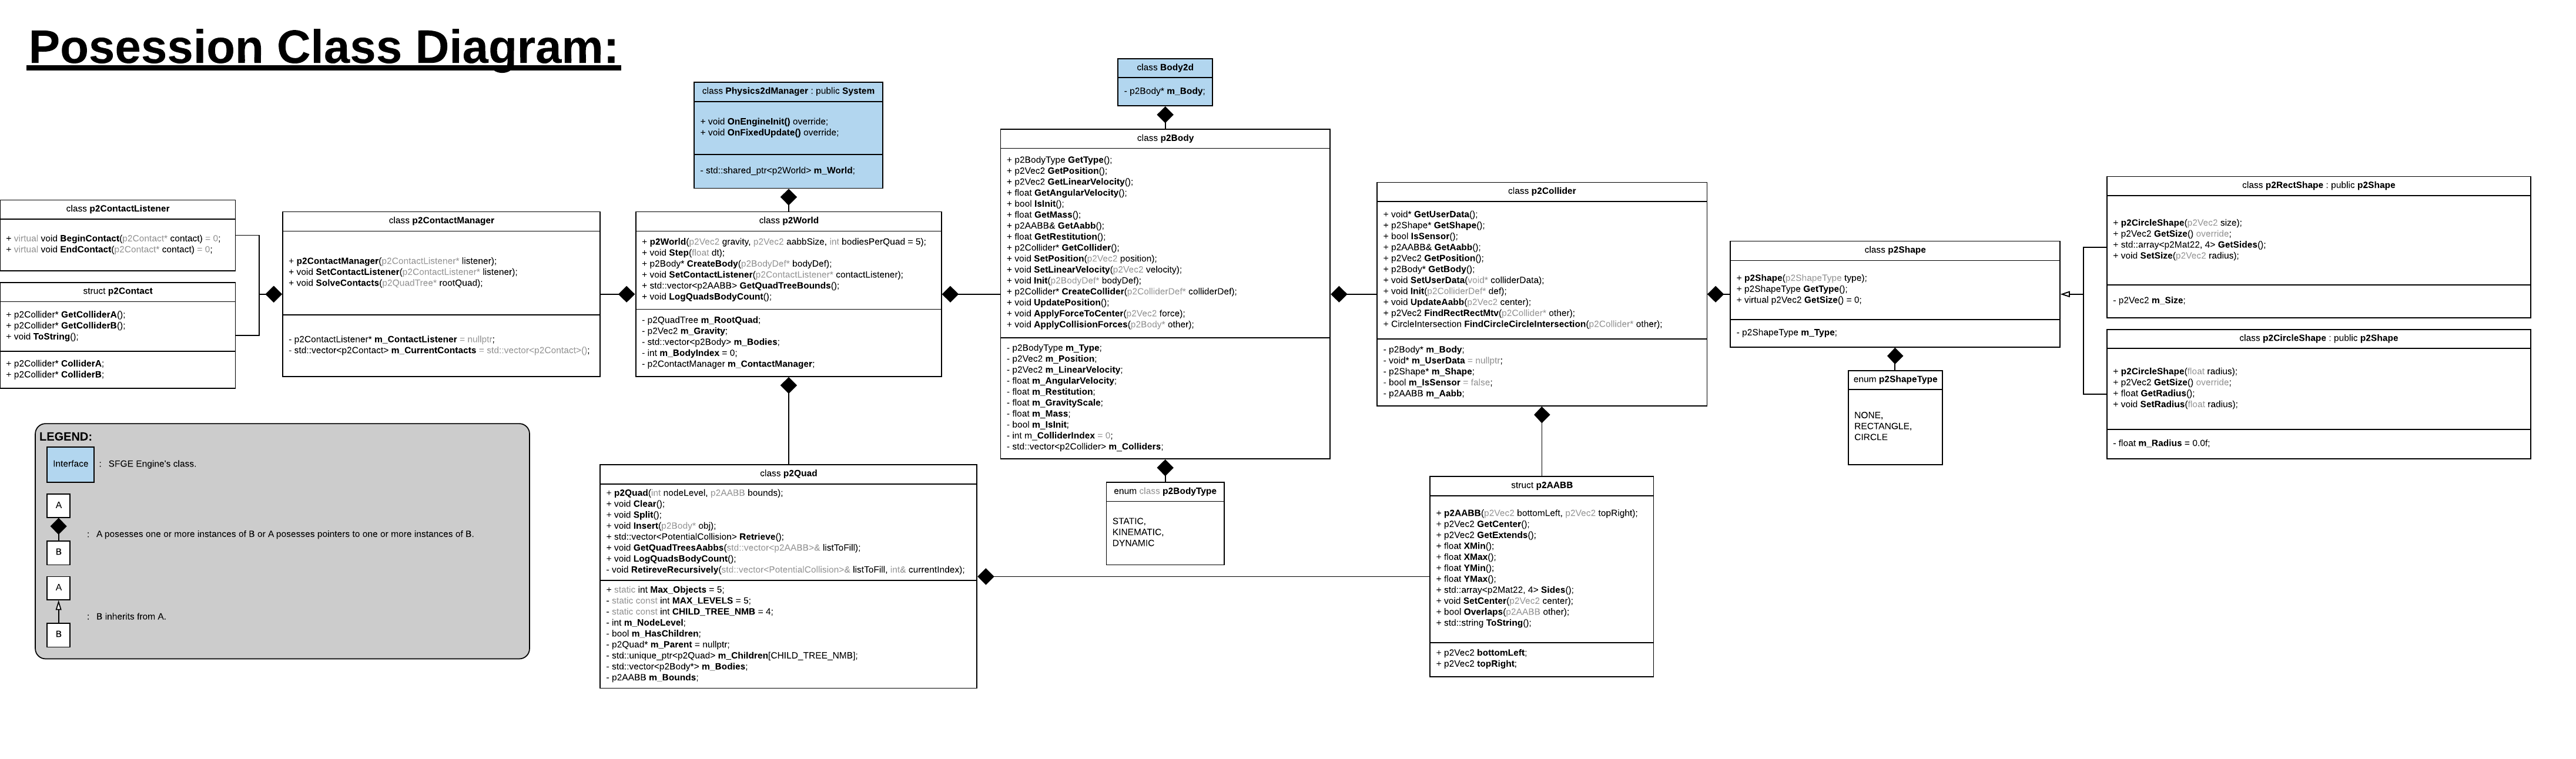 Posession Class Diagram:
class p2ContactListener
+ virtual void BeginContact(p2Contact* contact) = 0;
+ virtual void EndContact(p2Contact* contact) = 0;
struct p2Contact
+ p2Collider* GetColliderA();
+ p2Collider* GetColliderB();
+ void ToString();
+ p2Collider* ColliderA;
+ p2Collider* ColliderB;
class p2ContactManager
+ p2ContactManager(p2ContactListener* listener);
+ void SetContactListener(p2ContactListener* listener);
+ void SolveContacts(p2QuadTree* rootQuad);
- p2ContactListener* m_ContactListener = nullptr;
- std::vector<p2Contact> m_CurrentContacts = std::vector<p2Contact>();
class Physics2dManager : public System
+ void OnEngineInit() override;
+ void OnFixedUpdate() override;
- std::shared_ptr<p2World> m_World;
class p2World
+ p2World(p2Vec2 gravity, p2Vec2 aabbSize, int bodiesPerQuad = 5);
+ void Step(float dt);
+ p2Body* CreateBody(p2BodyDef* bodyDef);
+ void SetContactListener(p2ContactListener* contactListener);
+ std::vector<p2AABB> GetQuadTreeBounds();
+ void LogQuadsBodyCount();
- p2QuadTree m_RootQuad;
- p2Vec2 m_Gravity;
- std::vector<p2Body> m_Bodies;
- int m_BodyIndex = 0;
- p2ContactManager m_ContactManager;
class p2Quad
+ p2Quad(int nodeLevel, p2AABB bounds);
+ void Clear();
+ void Split();
+ void Insert(p2Body* obj);
+ std::vector<PotentialCollision> Retrieve();
+ void GetQuadTreesAabbs(std::vector<p2AABB>& listToFill);
+ void LogQuadsBodyCount();
- void RetireveRecursively(std::vector<PotentialCollision>& listToFill, int& currentIndex);
+ static int Max_Objects = 5;
- static const int MAX_LEVELS = 5;
- static const int CHILD_TREE_NMB = 4;
- int m_NodeLevel;
- bool m_HasChildren;
- p2Quad* m_Parent = nullptr;
- std::unique_ptr<p2Quad> m_Children[CHILD_TREE_NMB];
- std::vector<p2Body*> m_Bodies;
- p2AABB m_Bounds;
class Body2d
- p2Body* m_Body;
class p2Body
+ p2BodyType GetType();
+ p2Vec2 GetPosition();
+ p2Vec2 GetLinearVelocity();
+ float GetAngularVelocity();
+ bool IsInit();
+ float GetMass();
+ p2AABB& GetAabb();
+ float GetRestitution();
+ p2Collider* GetCollider();
+ void SetPosition(p2Vec2 position);
+ void SetLinearVelocity(p2Vec2 velocity);
+ void Init(p2BodyDef* bodyDef);
+ p2Collider* CreateCollider(p2ColliderDef* colliderDef);
+ void UpdatePosition();
+ void ApplyForceToCenter(p2Vec2 force);
+ void ApplyCollisionForces(p2Body* other);
- p2BodyType m_Type;
- p2Vec2 m_Position;
- p2Vec2 m_LinearVelocity;
- float m_AngularVelocity;
- float m_Restitution;
- float m_GravityScale;
- float m_Mass;
- bool m_IsInit;
- int m_ColliderIndex = 0;
- std::vector<p2Collider> m_Colliders;
enum class p2BodyType
STATIC,
KINEMATIC,
DYNAMIC
class p2Collider
+ void* GetUserData();
+ p2Shape* GetShape();
+ bool IsSensor();
+ p2AABB& GetAabb();
+ p2Vec2 GetPosition();
+ p2Body* GetBody();
+ void SetUserData(void* colliderData);
+ void Init(p2ColliderDef* def);
+ void UpdateAabb(p2Vec2 center);
+ p2Vec2 FindRectRectMtv(p2Collider* other);
+ CircleIntersection FindCircleCircleIntersection(p2Collider* other);
- p2Body* m_Body;
- void* m_UserData = nullptr;
- p2Shape* m_Shape;
- bool m_IsSensor = false;
- p2AABB m_Aabb;
struct p2AABB
+ p2AABB(p2Vec2 bottomLeft, p2Vec2 topRight);
+ p2Vec2 GetCenter();
+ p2Vec2 GetExtends();
+ float XMin();
+ float XMax();
+ float YMin();
+ float YMax();
+ std::array<p2Mat22, 4> Sides();
+ void SetCenter(p2Vec2 center);
+ bool Overlaps(p2AABB other);
+ std::string ToString();
+ p2Vec2 bottomLeft;
+ p2Vec2 topRight;
class p2Shape
+ p2Shape(p2ShapeType type);
+ p2ShapeType GetType();
+ virtual p2Vec2 GetSize() = 0;
- p2ShapeType m_Type;
enum p2ShapeType
NONE,
RECTANGLE,
CIRCLE
class p2RectShape : public p2Shape
+ p2CircleShape(p2Vec2 size);
+ p2Vec2 GetSize() override;
+ std::array<p2Mat22, 4> GetSides();
+ void SetSize(p2Vec2 radius);
- p2Vec2 m_Size;
class p2CircleShape : public p2Shape
+ p2CircleShape(float radius);
+ p2Vec2 GetSize() override;
+ float GetRadius();
+ void SetRadius(float radius);
- float m_Radius = 0.0f;
LEGEND:
Interface : SFGE Engine's class.
A
: A posesses one or more instances of B or A posesses pointers to one or more instances of B.
B
A
: B inherits from A.
B